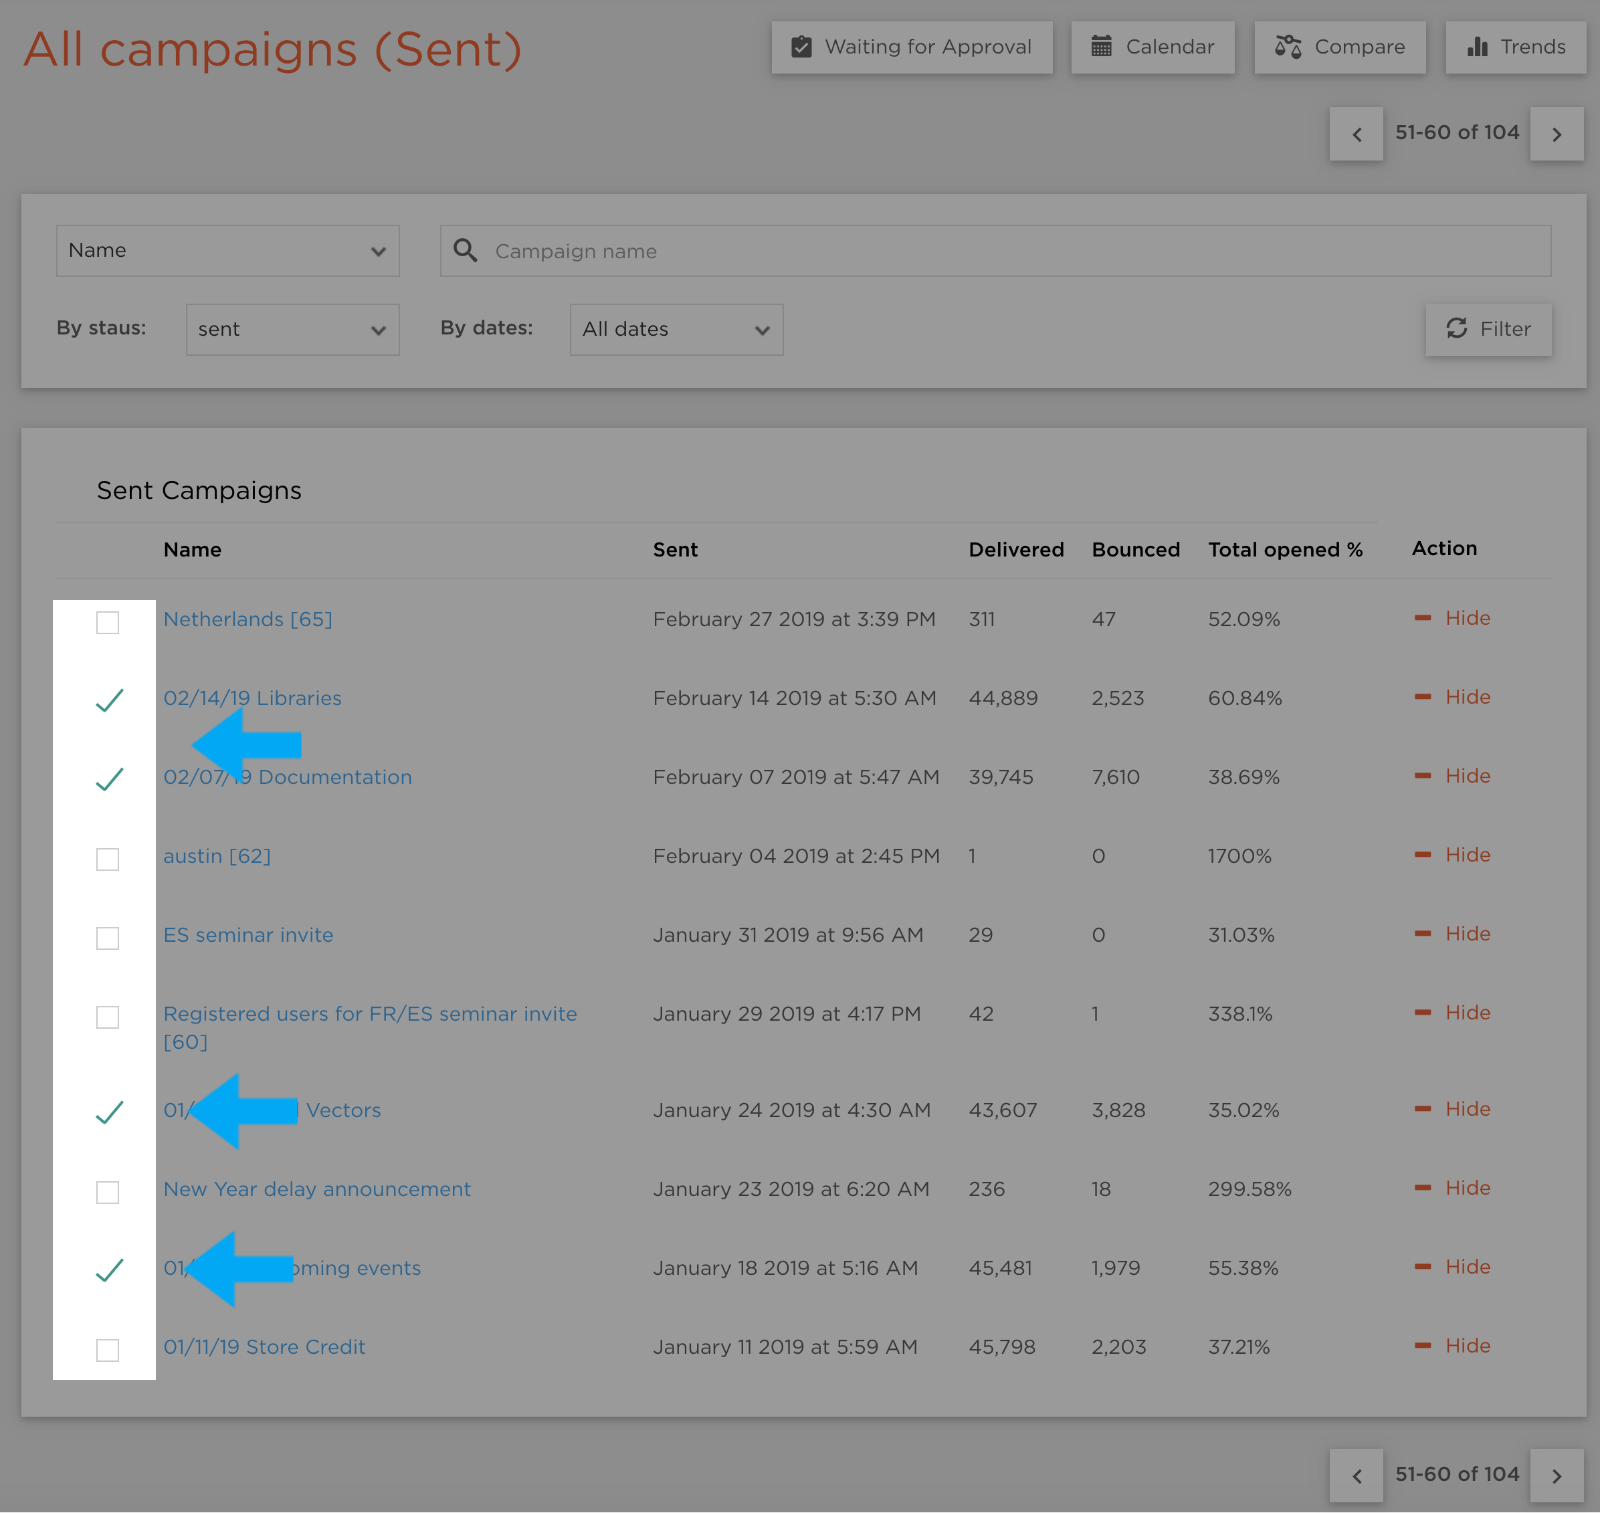 All campaigns (Sent)
Waiting for Approval
Calendar
Compare
Trends
51-60 of 104
Name
Campaign name
By staus:
sent
By dates:
All dates
Filter
Sent Campaigns
Name Sent Delivered Bounced Total opened % Action
Netherlands [65] February 27 2019 at 3:39 PM 311 47 52.09% Hide
02/14/19 Libraries February 14 2019 at 5:30 AM 44,889 2,523 60.84% Hide
02/07/19 Documentation February 07 2019 at 5:47 AM 39,745 7,610 38.69% Hide
austin [62] February 04 2019 at 2:45 PM 1 0 1700% Hide
ES seminar invite January 31 2019 at 9:56 AM 29 0 31.03% Hide
Registered users for FR/ES seminar invite January 29 2019 at 4:17 PM 42 1 338.1% Hide
[60]
01/ Vectors January 24 2019 at 4:30 AM 43,607 3,828 35.02% Hide
New Year delay announcement January 23 2019 at 6:20 AM 236 18 299.58% Hide
01/ events January 18 2019 at 5:16 AM 45,481 1,979 55.38% Hide
01/11/19 Store Credit January 11 2019 at 5:59 AM 45,798 2,203 37.21% Hide
51-60 of 104